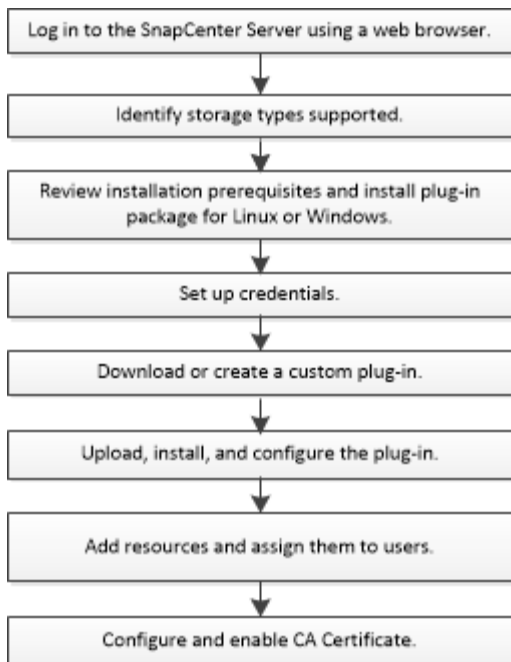 Log in to the SnapCenter Server using a web browser.
Identify storage types supported.
Review installation prerequisites and install plug-in
package for Linux or Windows.
Set up credentials.
Download or create a custom plug-in.
Upload, install, and configure the plug-in.
Add resources and assign them to users.
Configure and enable CA Certificate.